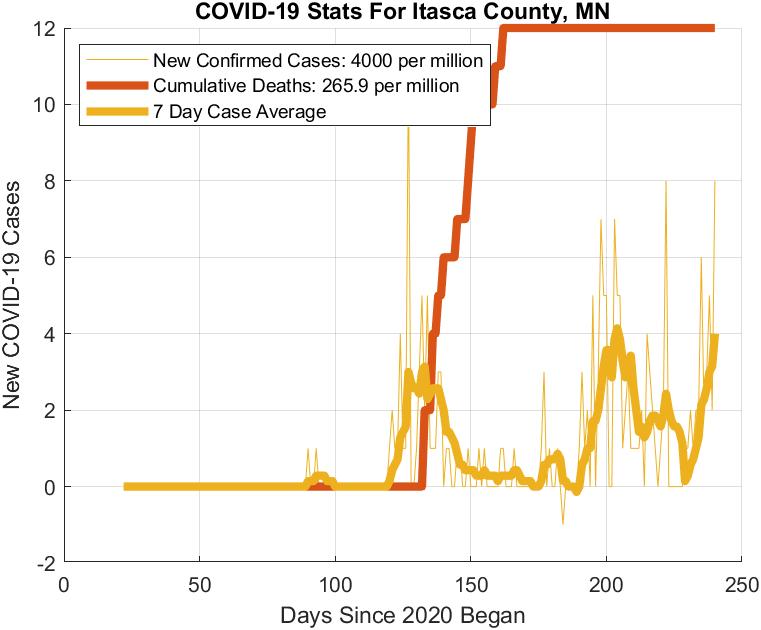 COVID-19 Stats For Itasca County, MN
New Confirmed Cases: 4000 per million
Cumulative Deaths: 265.9 per million
7 Day Case Average
New COVID-19 Cases
12
10
8
6
4
2
0
-2
0 50 100 150 200 250
Days Since 2020 Began